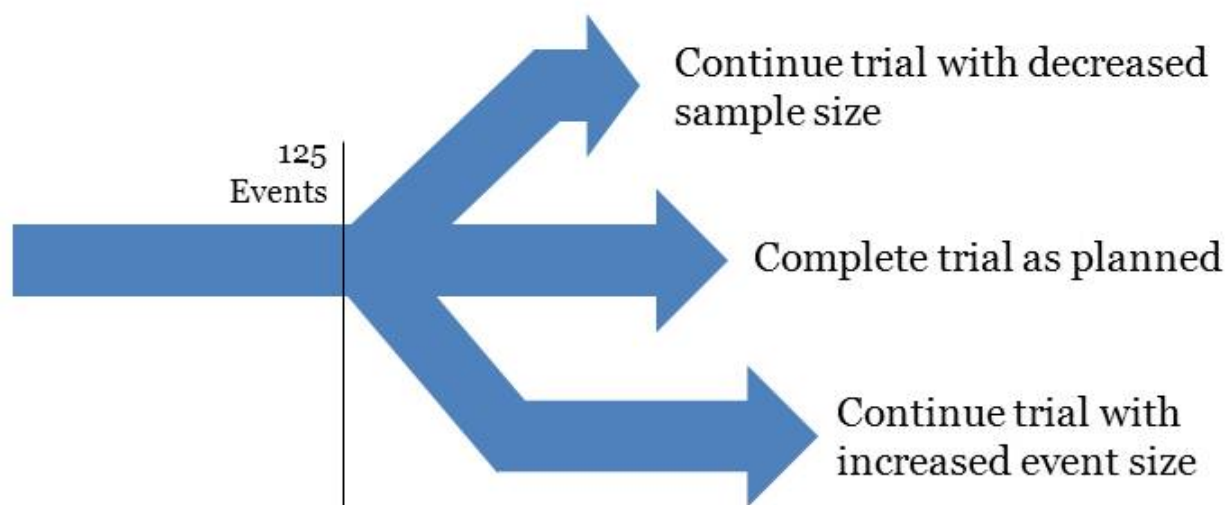 Continue trial with decreased
sample size
125
Events
Complete trial as planned
Continue trial with
increased event size